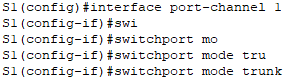 S1(config)#interface port-channel 1
S1(config-if)#swi
S1(config-if)#switchport mo
S1(config-if)#switchport mode tru
S1(config-if)#switchport mode trunk